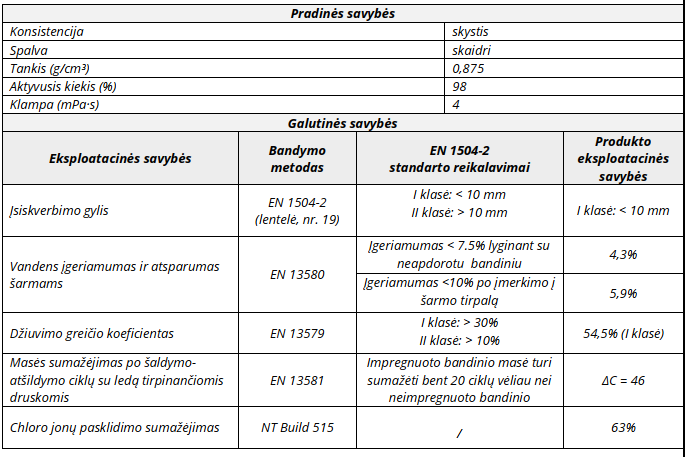 Pradinės savybės
Konsistencija skystis
Spalva skaidri
Tankis (g/cm³) 0,875
Aktyvusis kiekis (%) 98
Klampa (mPa·s) 4
Galutinės savybės
Eksploatacinės savybės
Bandymo
metodas
EN 1504-2
standarto reikalavimai
Produkto
eksploatacinės
savybės
Įsiskverbimo gylis
EN 1504-2
(lentelė, nr. 19)
I klasė: < 10 mm
II klasė: > 10 mm
I klasė: < 10 mm
Vandens įgeriamumas ir atsparumas
šarmams
EN 13580
Įgeriamumas < 7.5% lyginant su
neapdorotu bandiniu
4,3%
Įgeriamumas <10% po įmerkimo į
šarmo tirpalą
5,9%
Džiuvimo greičio koeficientas
EN 13579
I klasė: > 30%
II klasė: > 10%
54,5% (I klasė)
Masės sumažėjimas po šaldymo-
atšildymo ciklų su ledą tirpinančiomis
druskomis
EN 13581
Impregnuoto bandinio masė turi
sumažėti bent 20 ciklų vėliau nei
neimpregnuoto bandinio
ΔC = 46
Chloro jonų pasklidimo sumažėjimas
NT Build 515
/
63%